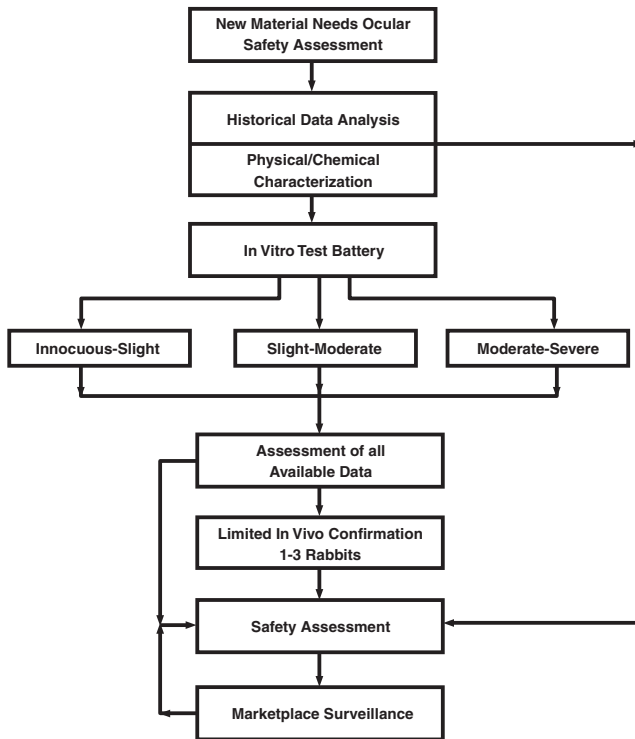 New Material Needs Ocular
Safety Assessment
Historical Data Analysis
Physical/Chemical
Characterization
In Vitro Test Battery
Innocuous-Slight
Slight-Moderate
Moderate-Severe
Assessment of all
Available Data
Limited In Vivo Confirmation
1-3 Rabbits
Safety Assessment
Marketplace Surveillance